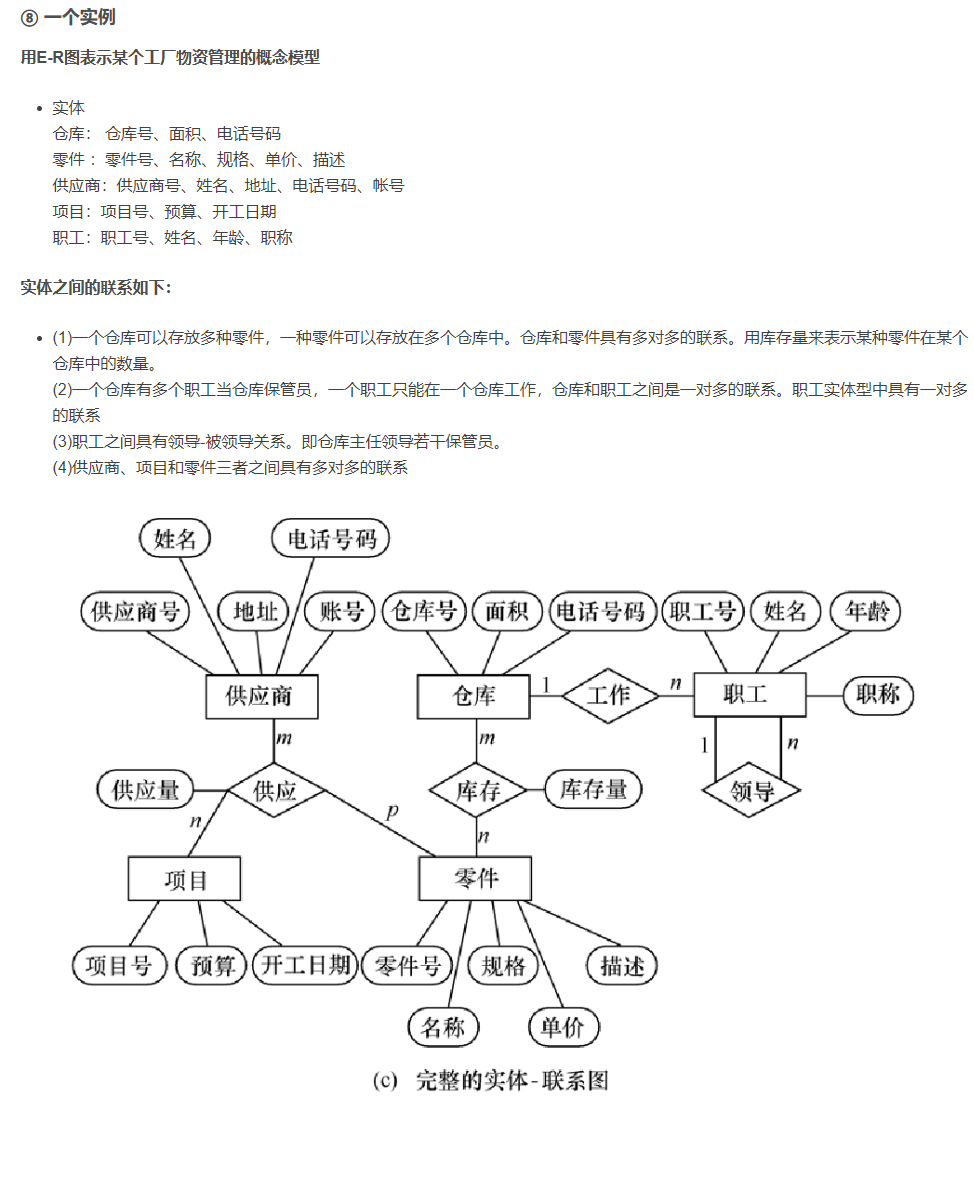 ⑧ 一个实例
用E-R图表示某个工厂物资管理的概念模型
实体
仓库： 仓库号、面积、电话号码
零件 ：零件号、名称、规格、单价、描述
供应商：供应商号、姓名、地址、电话号码、帐号
项目：项目号、预算、开工日期
职工：职工号、姓名、年龄、职称
实体之间的联系如下：
(1)一个仓库可以存放多种零件，一种零件可以存放在多个仓库中。仓库和零件具有多对多的联系。用库存量来表示某种零件在某个
仓库中的数量。
(2)一个仓库有多个职工当仓库保管员，一个职工只能在一个仓库工作，仓库和职工之间是一对多的联系。职工实体型中具有一对多
的联系
(3)职工之间具有领导-被领导关系。即仓库主任领导若干保管员。
(4)供应商、项目和零件三者之间具有多对多的联系
姓名 电话号码
供应商号 地址 账号 仓库号 面积 电话号码 职工号 姓名 年龄
供应商 仓库 1 工作 n 职工 职称
m m 1 n
供应量 供应 库存 库存量 领导
n p n
项目 零件
项目号 预算 开工日期 零件号 规格 描述
名称 单价
(c) 完整的实体-联系图